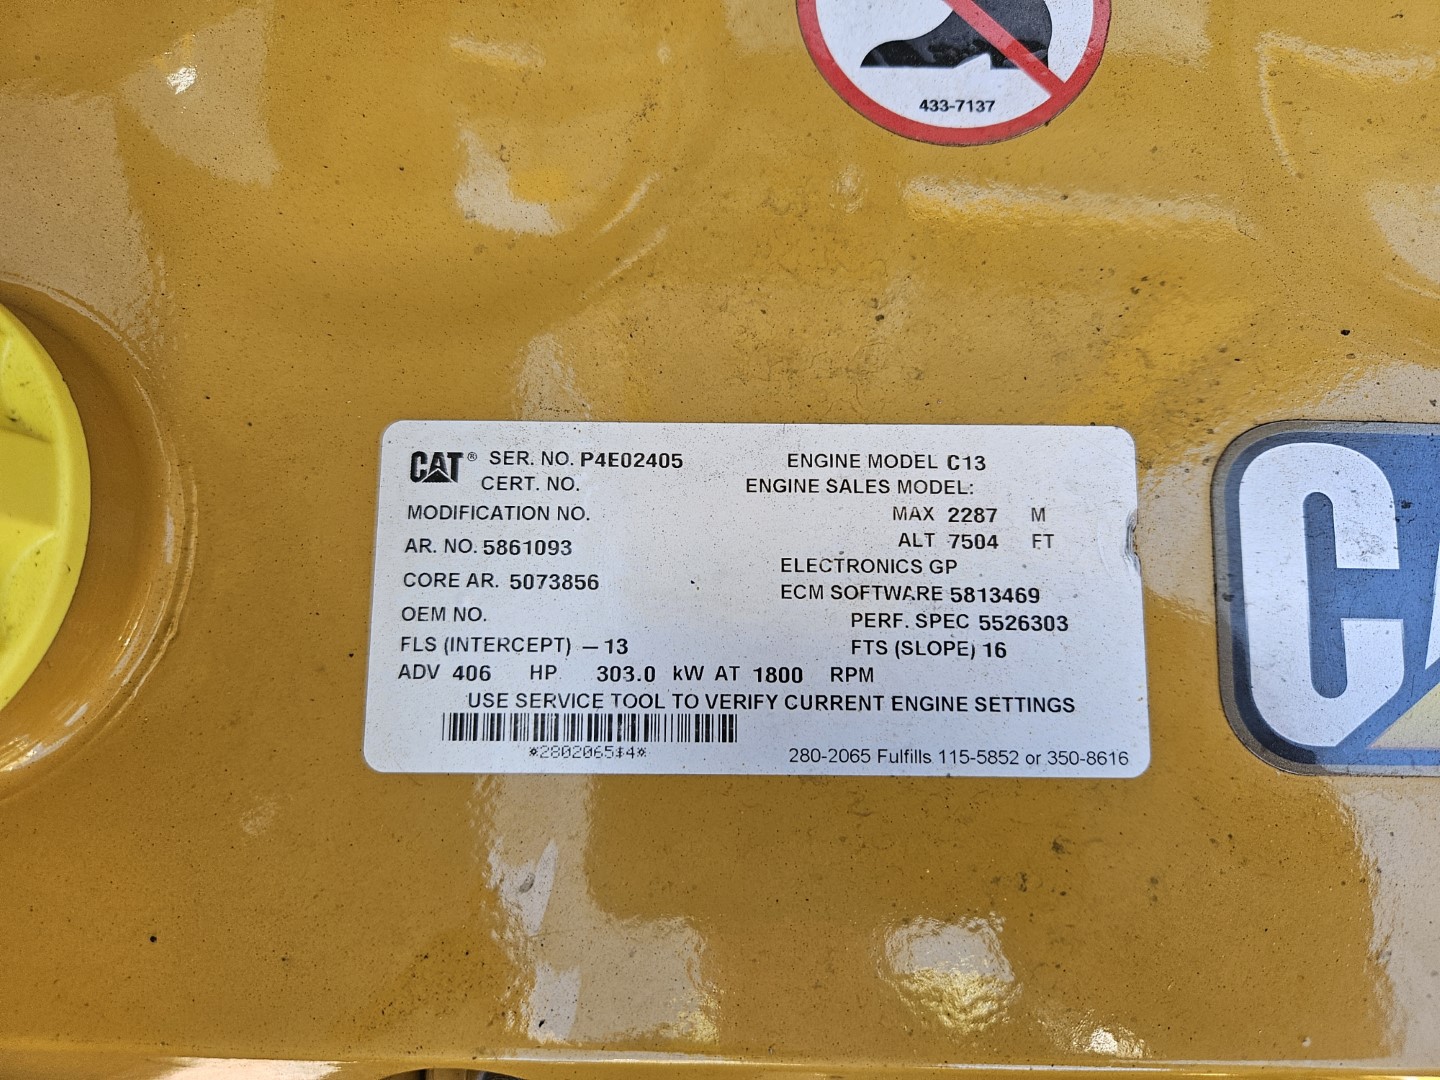 433-7137
CAT® SER. NO. P4E02405 ENGINE MODEL C13
CERT. NO. ENGINE SALES MODEL:
MODIFICATION NO. MAX 2287 M
AR. NO. 5861093 ALT 7504 FT
ELECTRONICS GP
CORE AR. 5073856 ECM SOFTWARE 5813469
OEM NO. PERF. SPEC 5526303
FLS (INTERCEPT) –13 FTS (SLOPE) 16
ADV 406 HP 303.0 kW AT 1800 RPM
USE SERVICE TOOL TO VERIFY CURRENT ENGINE SETTINGS
*2802065$4*
280-2065 Fulfills 115-5852 or 350-8616
C